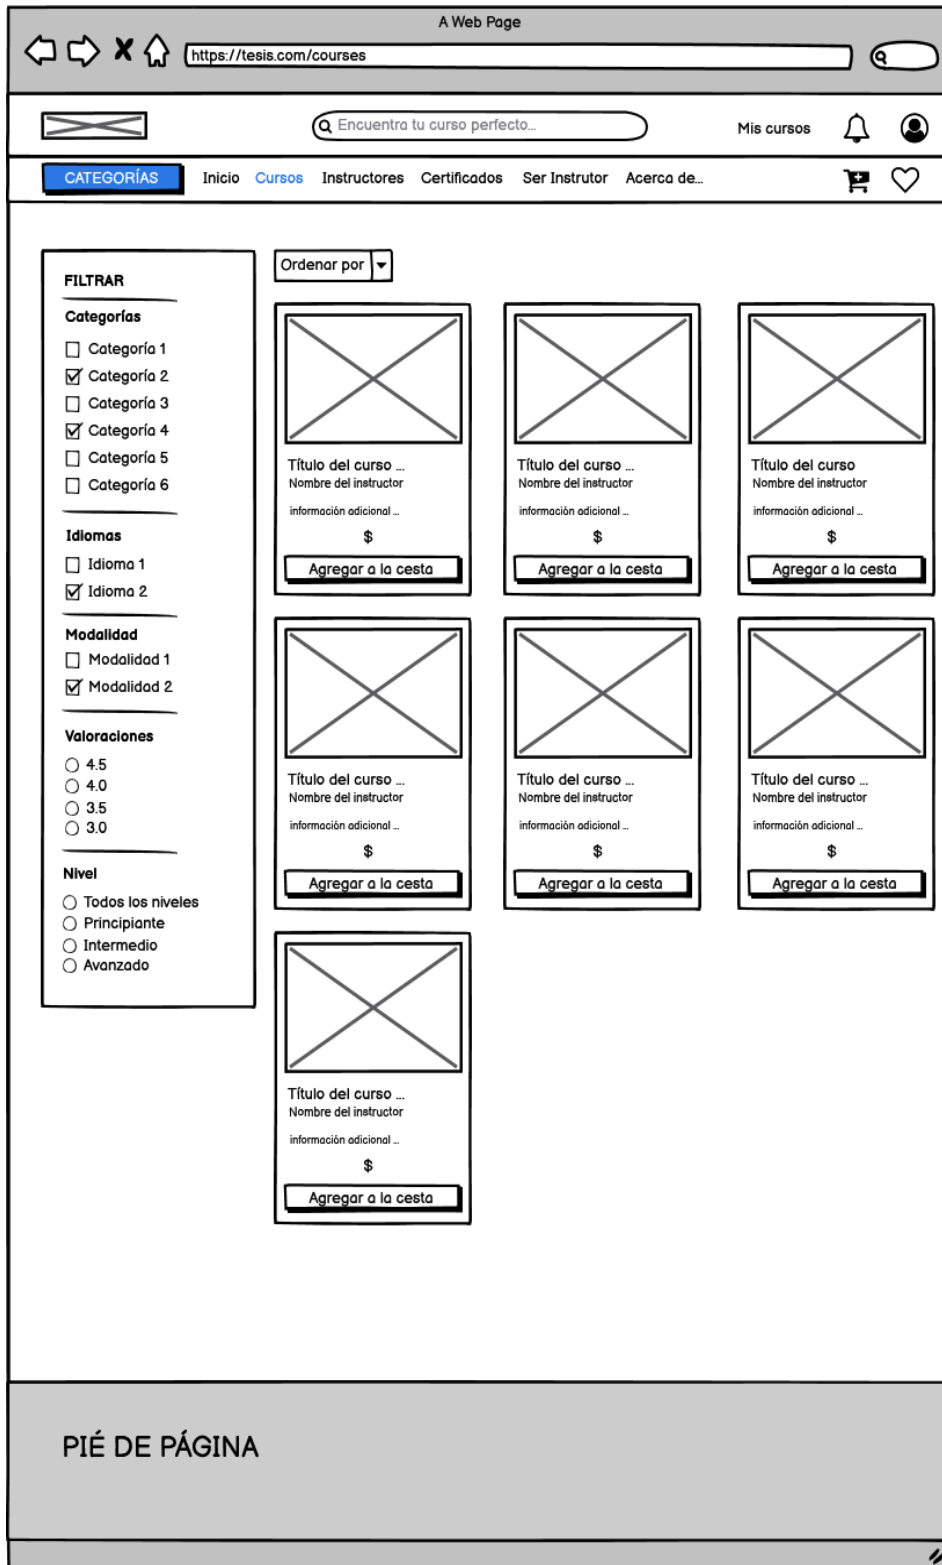 A Web Page
https://tesis.com/courses
Encuentra tu curso perfecto...
Mis cursos
CATEGORÍAS
Inicio
Cursos
Instructores
Certificados
Ser Instrutor
Acerca de...
FILTRAR
Categorías
Categoría 1
Categoría 2
Categoría 3
Categoría 4
Categoría 5
Categoría 6
Idiomas
Idioma 1
Idioma 2
Modalidad
Modalidad 1
Modalidad 2
Valoraciones
4.5
4.0
3.5
3.0
Nivel
Todos los niveles
Principiante
Intermedio
Avanzado
Ordenar por
Título del curso ...
Nombre del instructor
información adicional ...
$
Agregar a la cesta
Título del curso ...
Nombre del instructor
información adicional ...
$
Agregar a la cesta
Título del curso
Nombre del instructor
información adicional ...
$
Agregar a la cesta
Título del curso ...
Nombre del instructor
información adicional ...
$
Agregar a la cesta
Título del curso ...
Nombre del instructor
información adicional ...
$
Agregar a la cesta
Título del curso ...
Nombre del instructor
información adicional ...
$
Agregar a la cesta
Título del curso ...
Nombre del instructor
información adicional ...
$
Agregar a la cesta
PIÉ DE PÁGINA